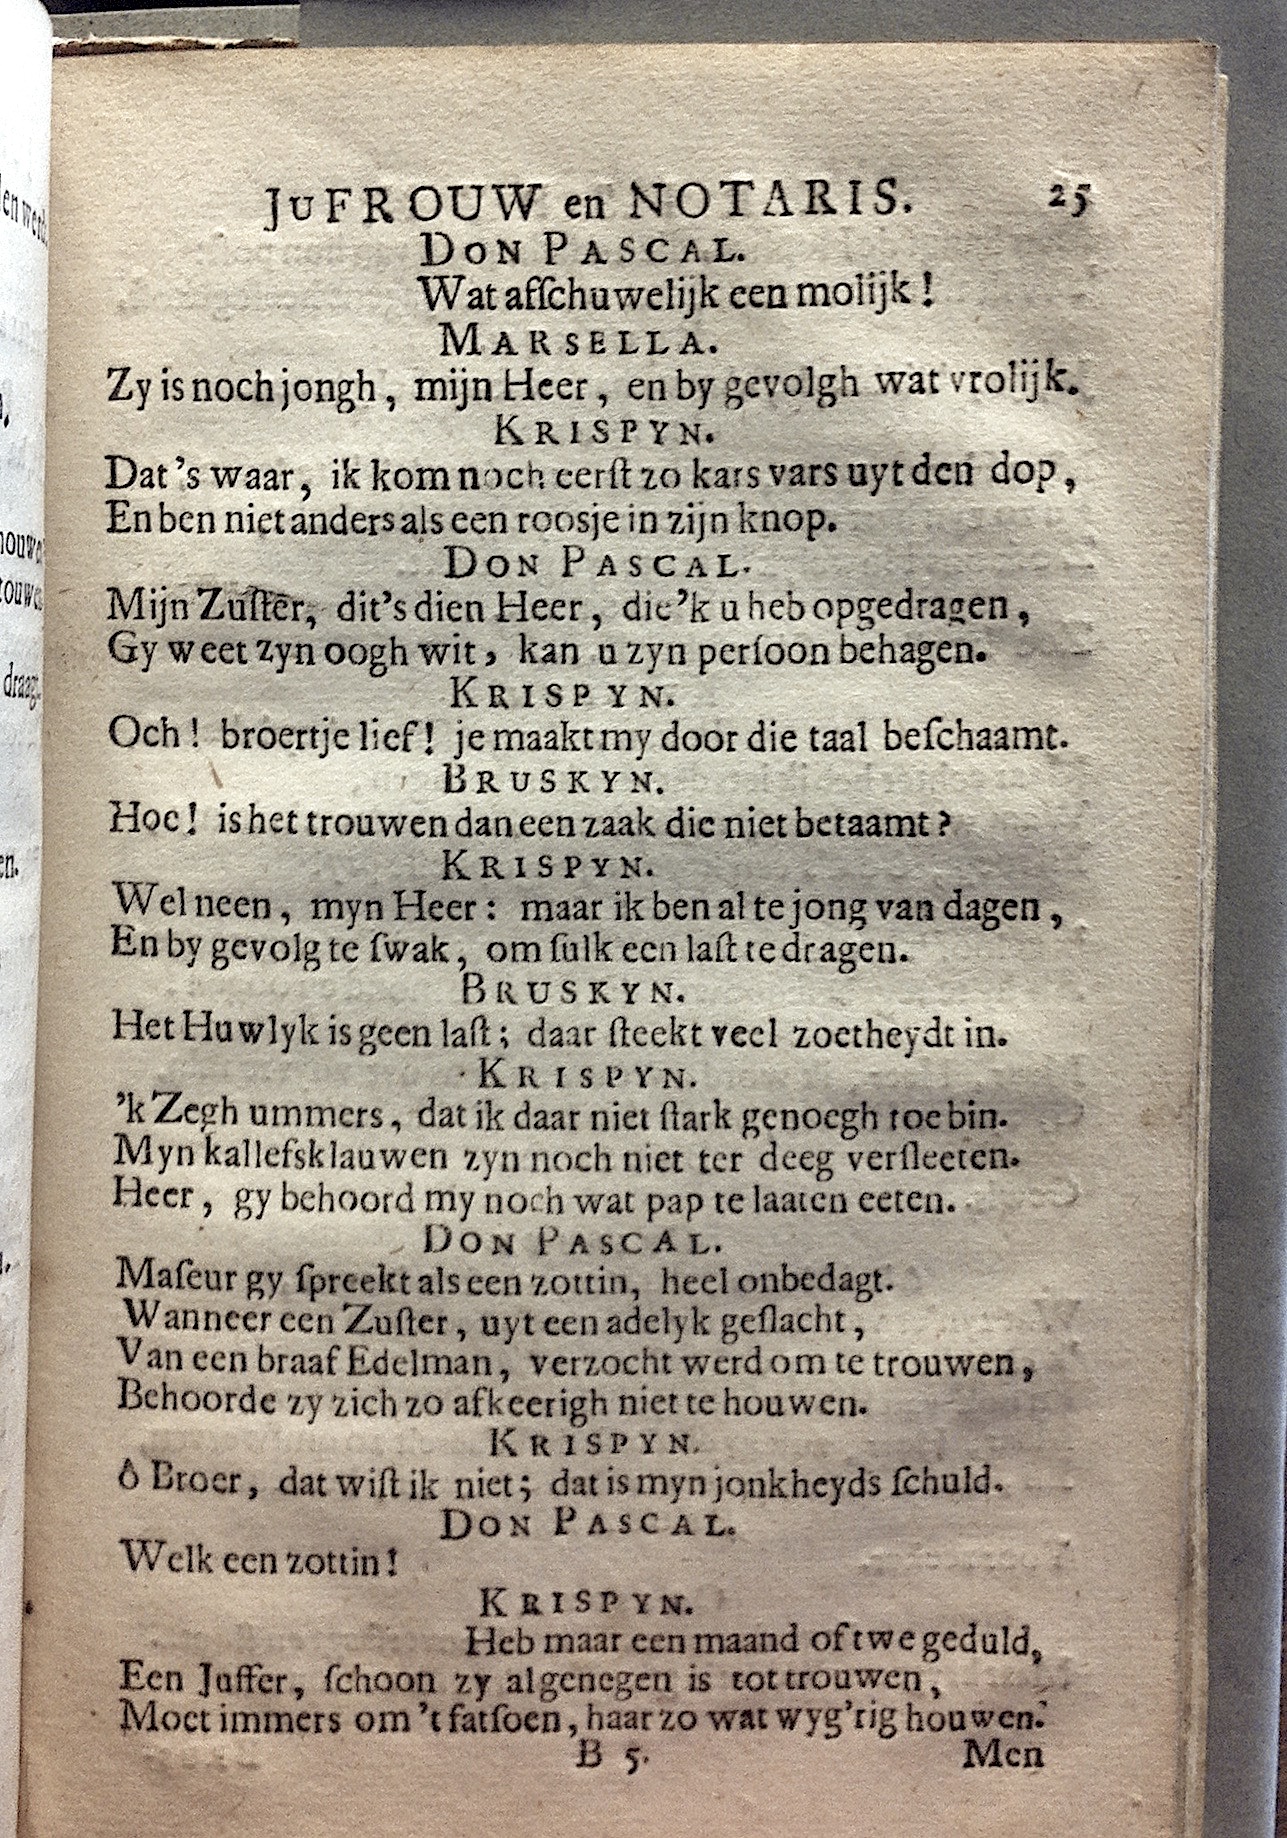 JuFROUW en NOTARIS. 25
DON PASCAL.
Wat afſchuwelijk een molijk!
MARSELLA.
Zy is noch jongh, mijn Heer, en by gevolgh wat vrolijk.
KRISPYN.
Dat 's waar, ik kom noch eerſt zo kars vars uyt den dop,
En ben niet anders als een roosje in zijn knop.
DON PASCAL.
Mijn Zuſter, dit's dien Heer, die 'k u heb opgedragen,
Gy weet zyn oogh wit, kan u zyn perſoon behagen.
KRISPYN.
Och! broertje lief! je maakt my door die taal beſchaamt.
BRUSKYN.
Hoe! is het trouwen dan een zaak die niet betaamt?
KRISPYN.
Wel neen, myn Heer: maar ik ben al te jong van dagen,
En by gevolg te ſwak, om ſulk een laſt te dragen.
BRUSKYN.
Het Huwlyk is geen laſt; daar ſteekt veel zoetheydt in.
KRISPYN.
'k Zegh ummers, dat ik daar niet ſtark genoegh toe bin.
Myn kallefsklauwen zyn noch niet ter deeg verſleeten.
Heer, gy behoord my noch wat pap te laaten eeten.
DON PASCAL.
Maſeur gy ſpreekt als een zottin, heel onbedagt.
Wanneer een Zuſter, uyt een adelyk geſlacht,
Van een braaf Edelman, verzocht werd om te trouwen,
Behoorde zy zich zo afkeerigh niet te houwen.
KRISPYN.
ô Broer, dat wiſt ik niet; dat is myn jonkheyds ſchuld.
DON PASCAL.
Welk een zottin!
KRISPYN.
Heb maar een maand of twe geduld,
Een Juffer, ſchoon zy al genegen is tot trouwen,
Moet immers om 't fatſoen, haar zo wat wyg'rig houwen.
B 5. Men